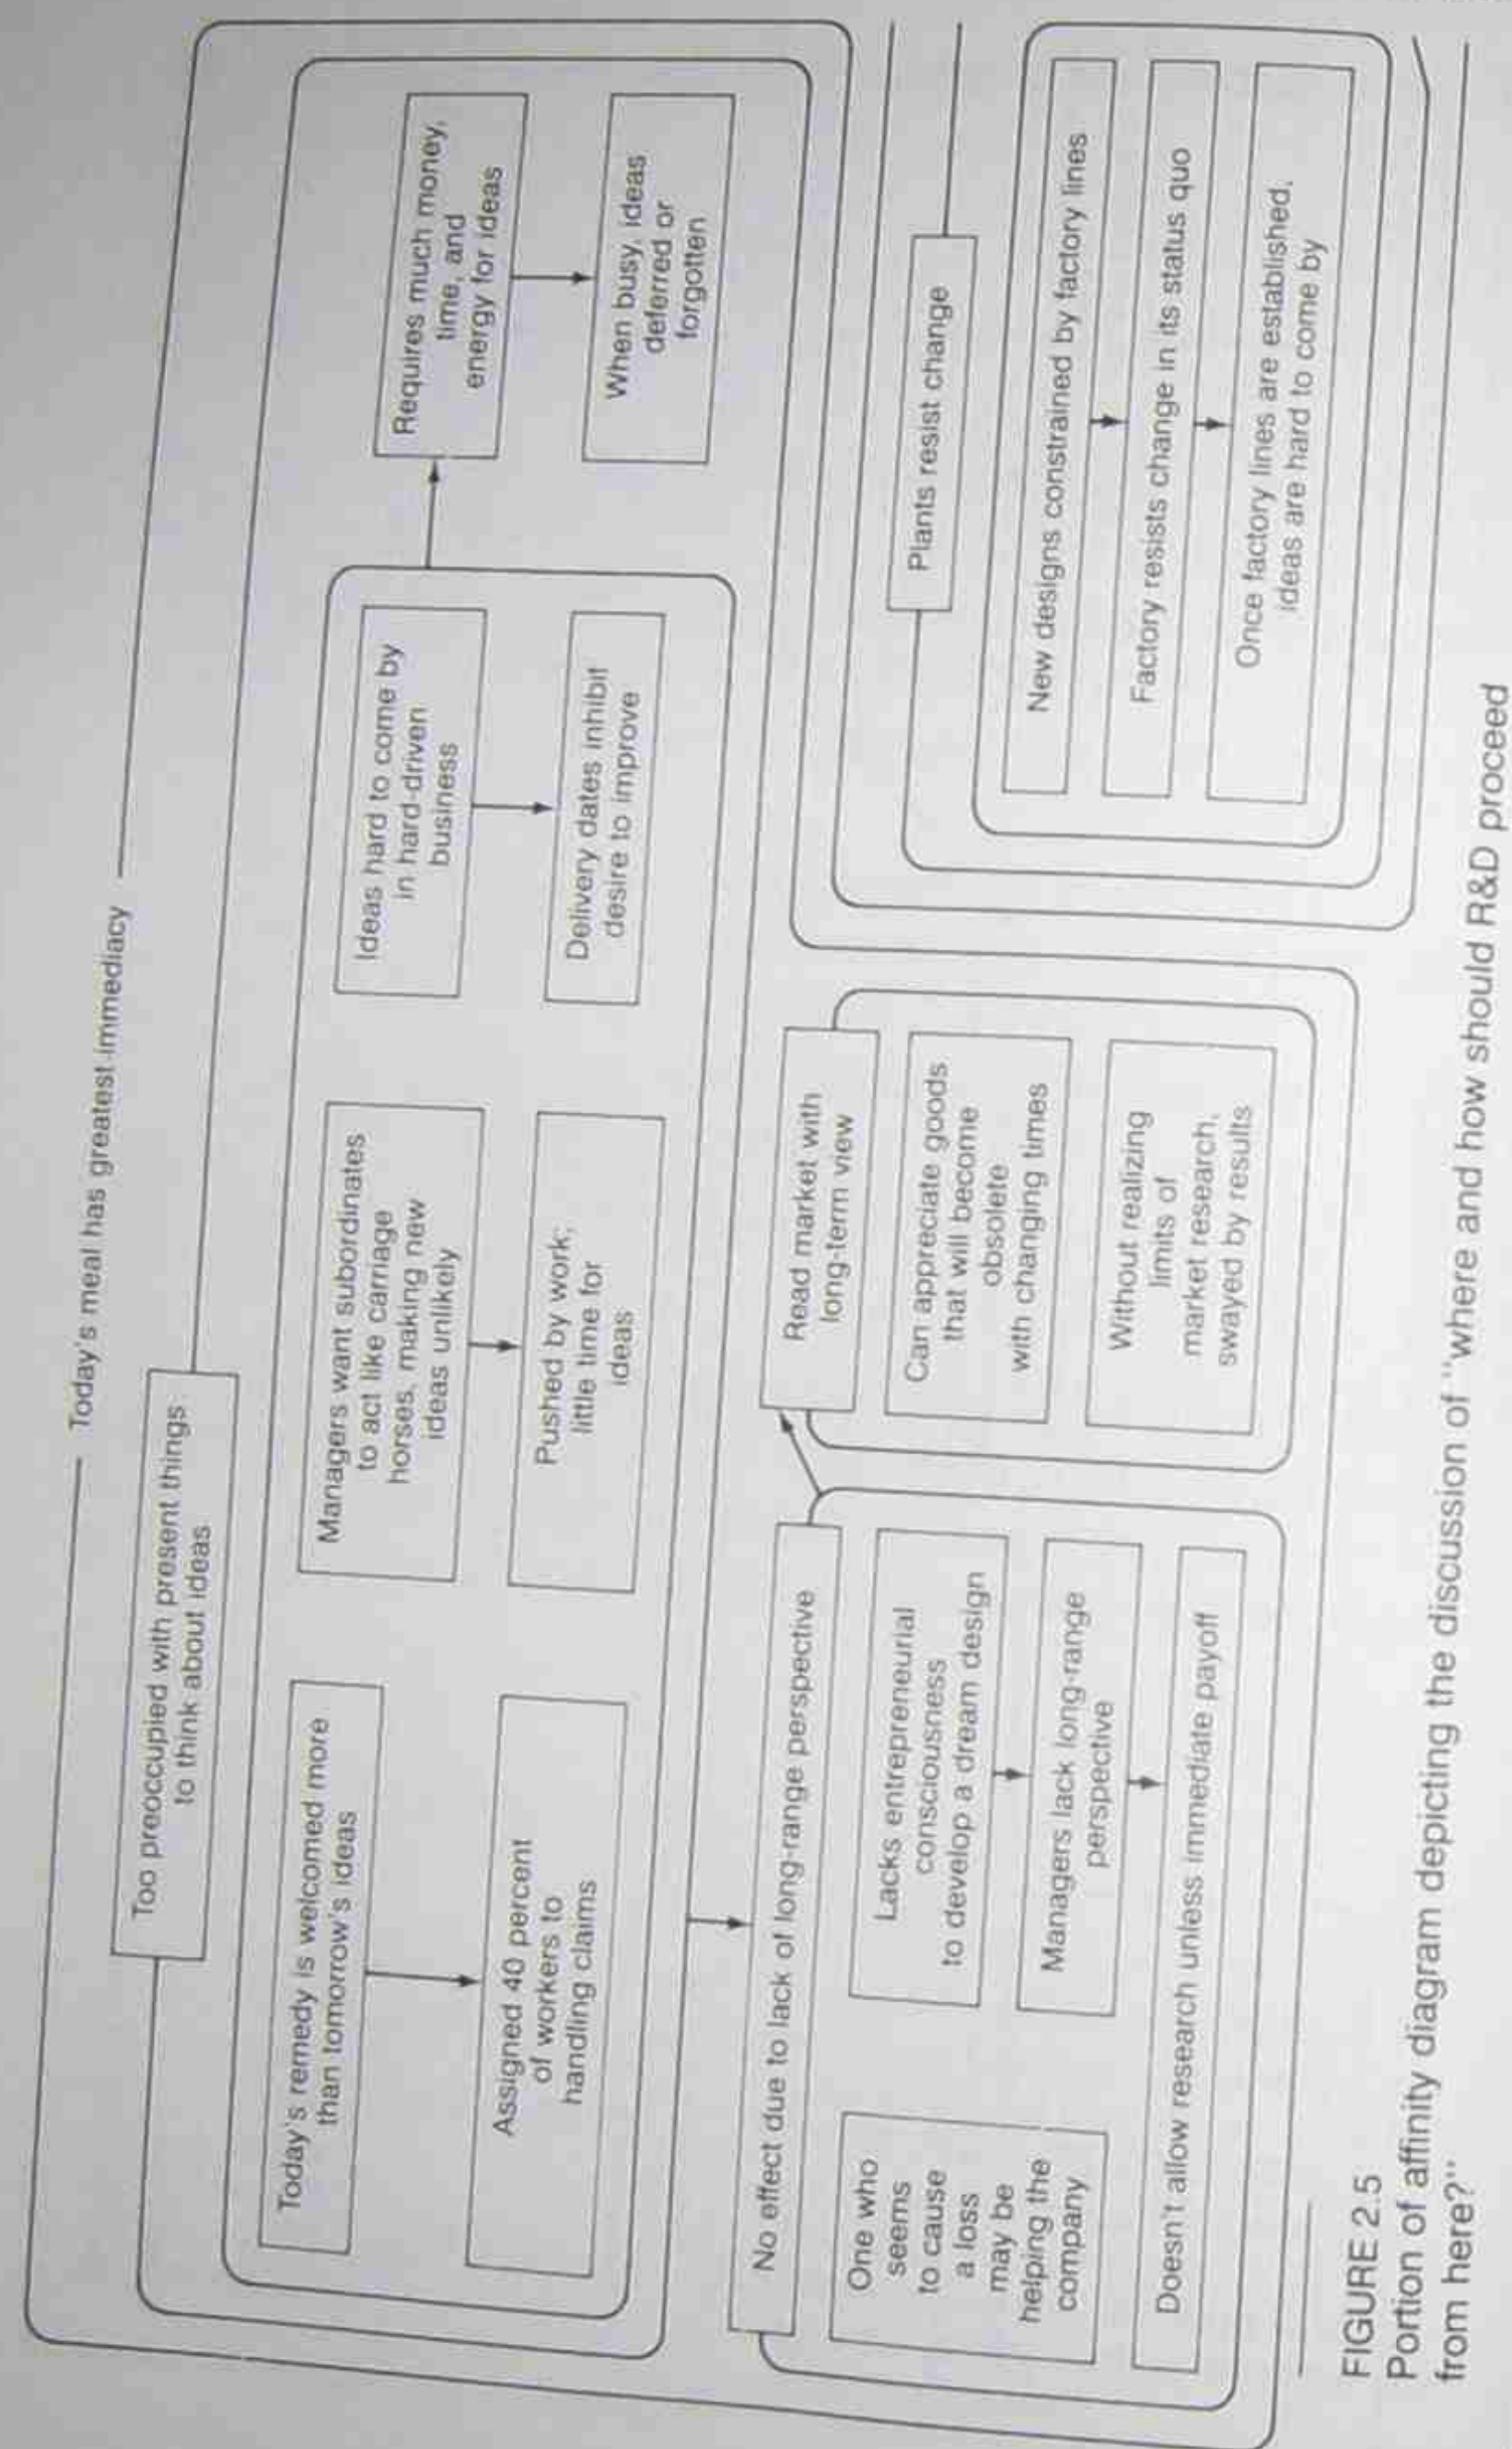 Today's meal has greatest immediacy
Too preoccupied with present things
to think about ideas
Today's remedy is welcomed more
than tomorrow's ideas
Assigned 40 percent
of workers to
handling claims
Managers want subordinates
to act like carriage
horses, making new
ideas unlikely
Pushed by work;
little time for
ideas
Ideas hard to come by
in hard-driven
business
Delivery dates inhibit
desire to improve
Requires much money,
time, and
energy for ideas
When busy, ideas
deferred or
forgotten
No effect due to lack of long-range perspective
One who
seems
to cause
a loss
may be
helping the
company
Lacks entrepreneurial
consciousness
to develop a dream design
Managers lack long-range
perspective
Doesn't allow research unless immediate payoff
Read market with
long-term view
Can appreciate goods
that will become
obsolete
with changing times
Without realizing
limits of
market research,
swayed by results
Plants resist change
New designs constrained by factory lines
Factory resists change in its status quo
Once factory lines are established,
ideas are hard to come by
FIGURE 2.5
Portion of affinity diagram depicting the discussion of "where and how should R&D proceed
from here?"